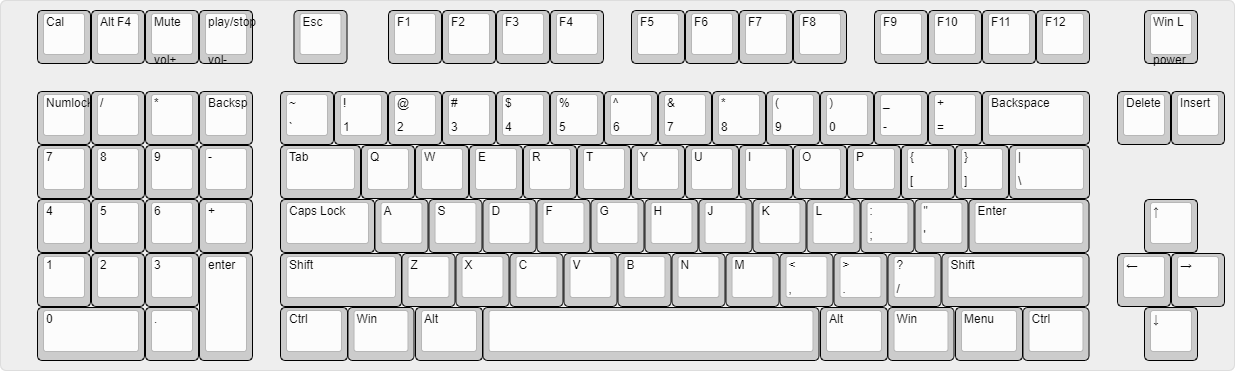 Cal Alt F4 Mute play/stop Esc F1 F2 F3 F4 F5 F6 F7 F8 F9 F10 F11 F12 Win L
vol+ vol- power
Numlock / * Backsp ~ ! @ # $ % ^ & * ( ) _ + Backspace Delete Insert
` 1 2 3 4 5 6 7 8 9 0 - =
7 8 9 - Tab Q W E R T Y U I O P { } |
[ ] \
4 5 6 + Caps Lock A S D F G H J K L : " Enter ↑
; '
1 2 3 enter Shift Z X C V B N M < > ? Shift ← →
, . /
0 . Ctrl Win Alt Alt Win Menu Ctrl ↓